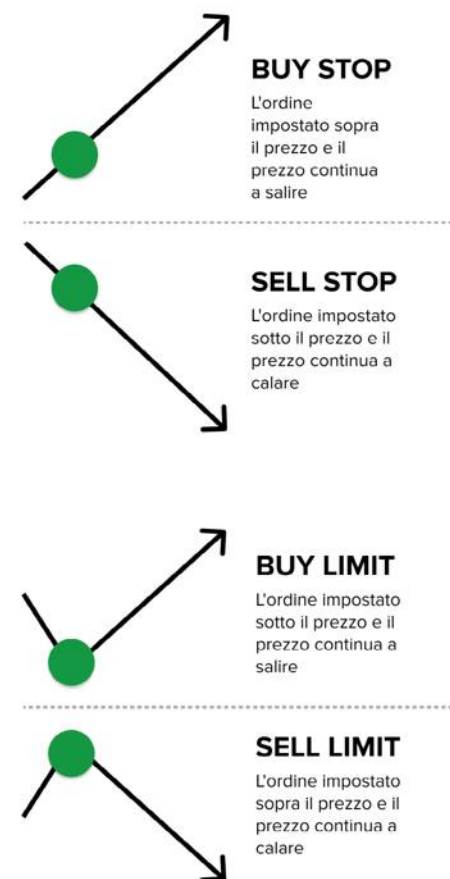 BUY STOP
L'ordine
impostato sopra
il prezzo e il
prezzo continua
a salire
SELL STOP
L'ordine impostato
sotto il prezzo e il
prezzo continua a
calare
BUY LIMIT
L'ordine impostato
sotto il prezzo e il
prezzo continua a
salire
SELL LIMIT
L'ordine impostato
sopra il prezzo e il
prezzo continua a
calare